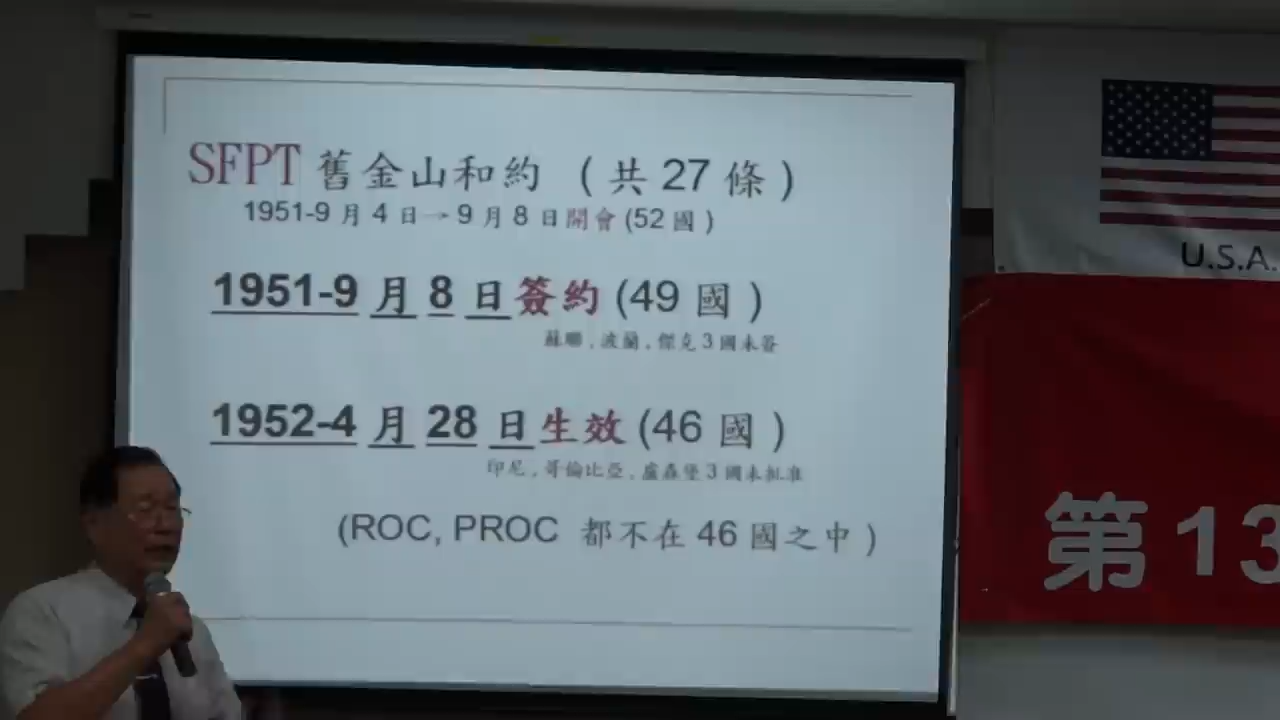 SFPT 舊金山和約 (共 27 條)
1951-9 月 4 日→ 9 月 8 日開會 (52 國)
1951-9 月 8 日簽約 (49 國)
蘇聯,波蘭,傑克 3 國未簽
1952-4 月 28 日生效 (46 國)
印尼,哥倫比亞,盧森堡 3 國未批准
(ROC, PROC 都不在 46 國之中)
U.S.A.
第 13